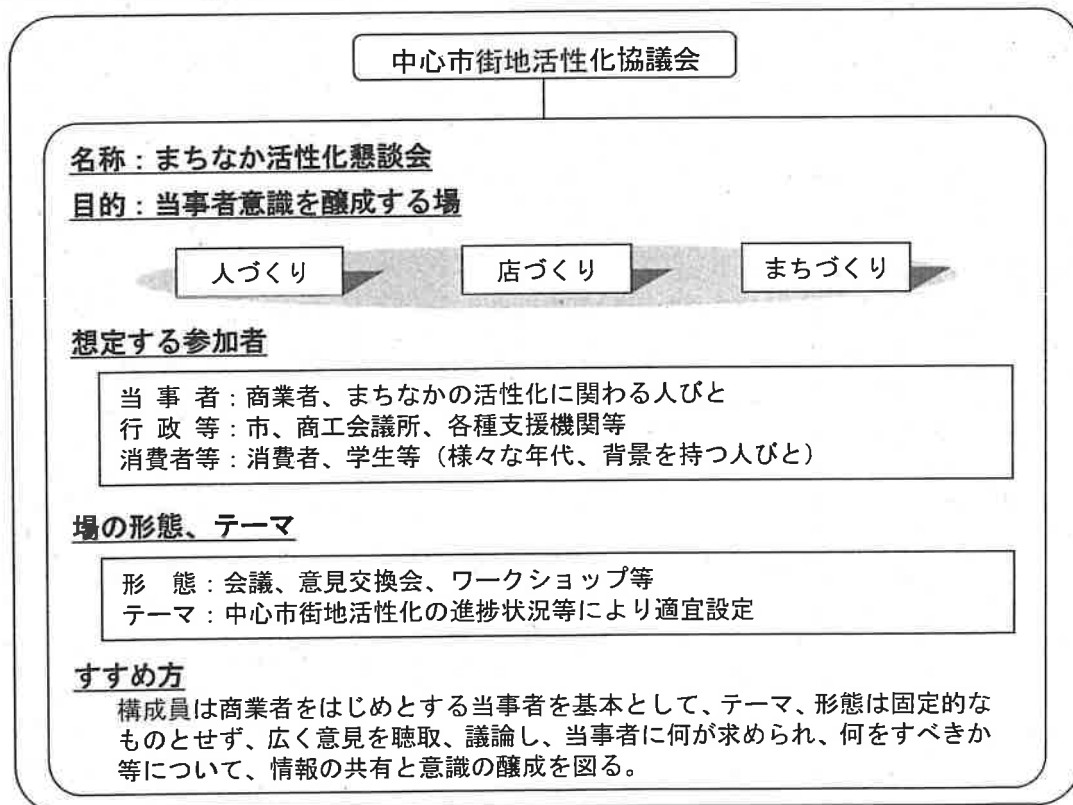 中心市街地活性化協議会
名称：まちなか活性化懇談会
目的：当事者意識を醸成する場
人づくり
店づくり
まちづくり
想定する参加者
当 事 者：商業者、まちなかの活性化に関わる人びと
行 政 等：市、商工会議所、各種支援機関等
消費者等：消費者、学生等（様々な年代、背景を持つ人びと）
場の形態、テーマ
形　態：会議、意見交換会、ワークショップ等
テーマ：中心市街地活性化の進捗状況等により適宜設定
すすめ方
構成員は商業者をはじめとする当事者を基本として、テーマ、形態は固定的な
ものとせず、広く意見を聴取、議論し、当事者に何が求められ、何をすべきか
等について、情報の共有と意識の醸成を図る。